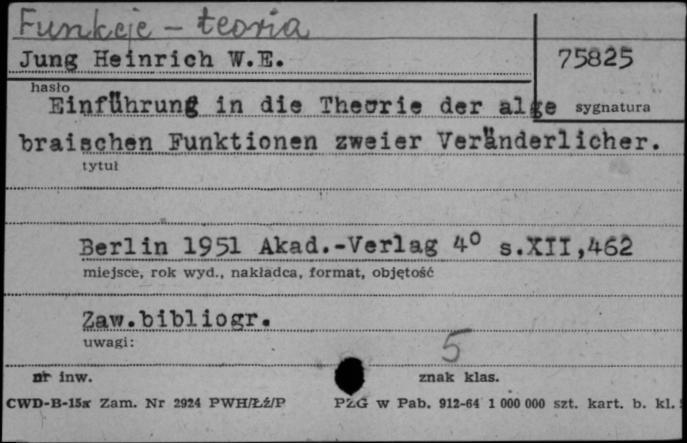 Funkcje - teoria
Jung Heinrich W.E. 75825
hasło
Einführung in die Theorie der alge sygnatura
braischen Funktionen zweier Veränderlicher.
tytuł
Berlin 1951 Akad.-Verlag 4° s.XII,462
miejsce, rok wyd., nakładca, format, objętość
Zaw.bibliogr.
uwagi:
5
nr inw. znak klas.
CWD-B-15a Zam. Nr 2924 PWH/Łź/P PZG w Pab. 912-64 1 000 000 szt. kart. b. kl.